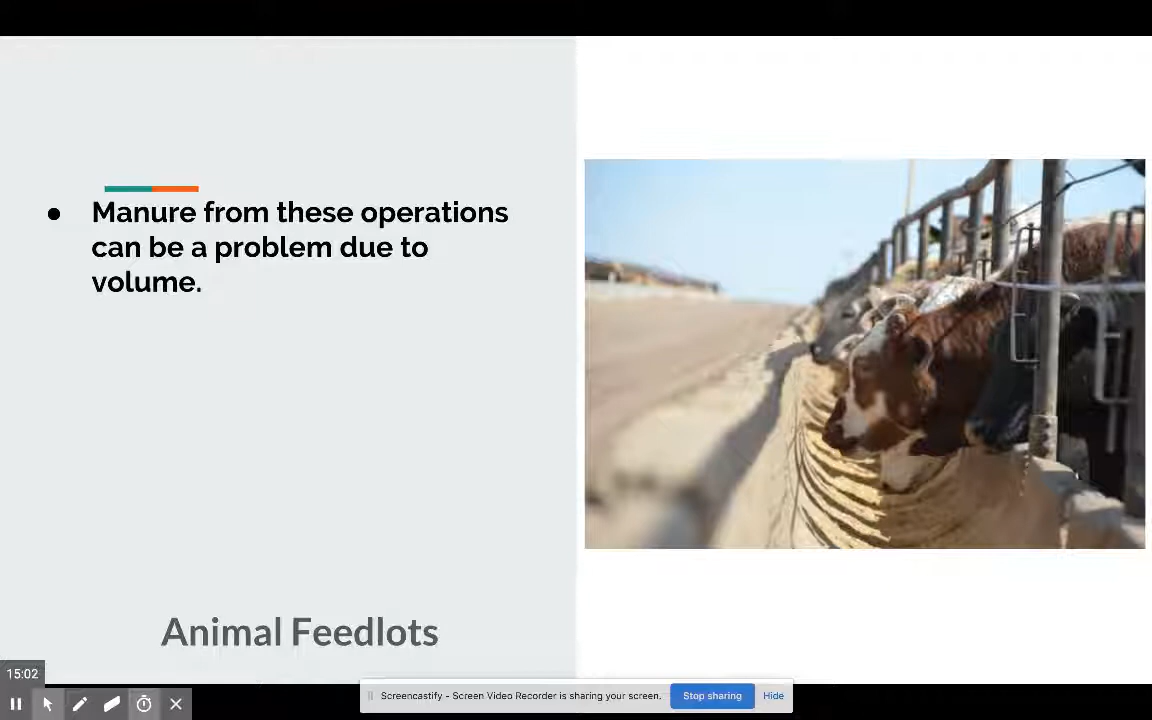 ● Manure from these operations
can be a problem due to
volume.
Animal Feedlots
15:02
Screencastify - Screen Video Recorder is sharing your screen.
Stop sharing
Hide